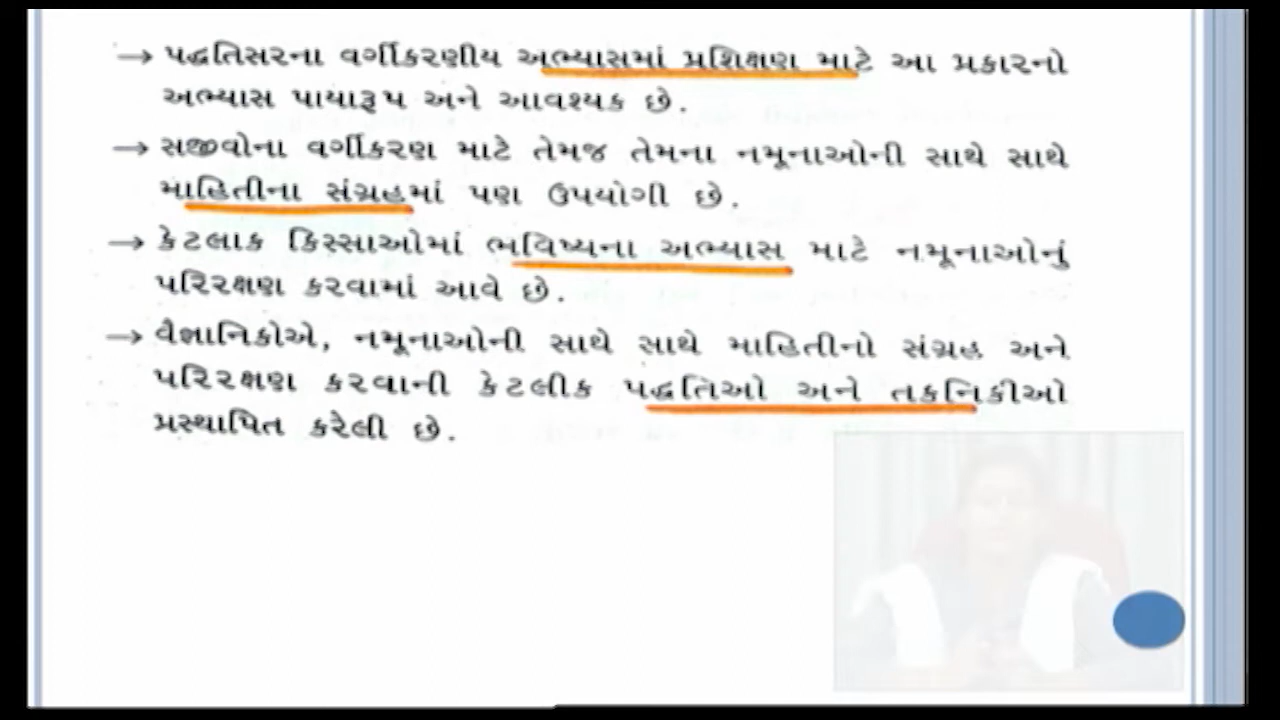 → પદ્ધતિસરના વર્ગીકરણીય અભ્યાસમાં પ્રશિક્ષણ માટે આ પ્રકારનો
અભ્યાસ પાયારૂપ અને આવશ્યક છે.
→ સજીવોના વર્ગીકરણ માટે તેમજ તેમના નમૂનાઓની સાથે સાથે
માહિતીના સંગ્રહમાં પણ ઉપયોગી છે.
→ કેટલાક કિસ્સાઓમાં ભવિષ્યના અભ્યાસ માટે નમૂનાઓનું
પરિરક્ષણ કરવામાં આવે છે.
→ વૈજ્ઞાનિકોએ, નમૂનાઓની સાથે સાથે માહિતીનો સંગ્રહ અને
પરિરક્ષણ કરવાની કેટલીક પદ્ધતિઓ અને તકનિકીઓ
પ્રસ્થાપિત કરેલી છે.